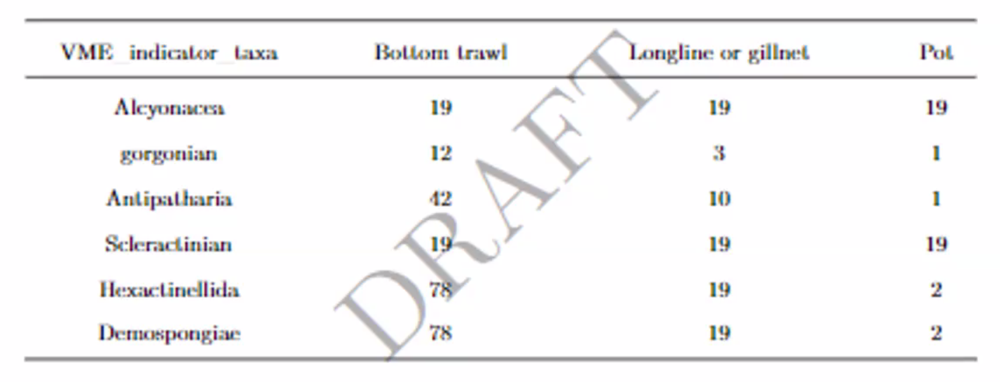 VME_indicator_taxa Bottom trawl Longline or gillnet Pot
Alcyonacea 19 19 19
gorgonian 12 3 1
Antipatharia 42 10 1
Scleractinian 19 19 19
Hexactinellida 78 19 2
Demospongiae 78 19 2
DRAFT